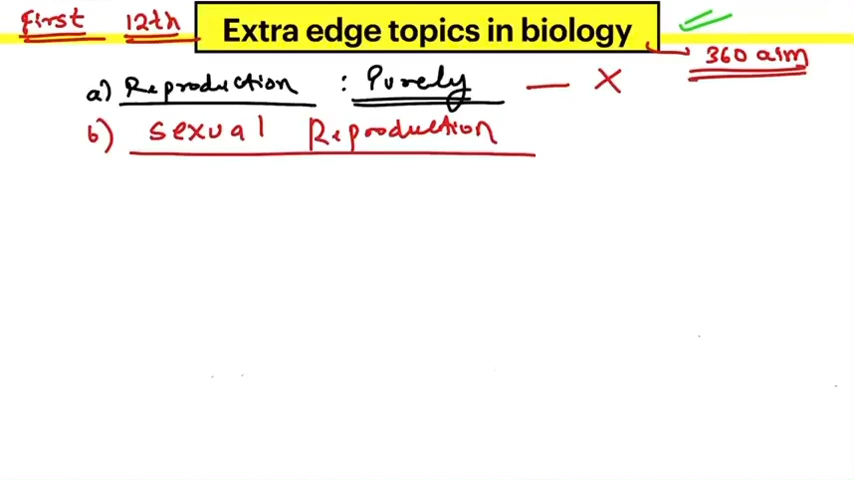 First 12th
Extra edge topics in biology
360 aim
a) Reproduction : Purely — X
b) Sexual Reproduction